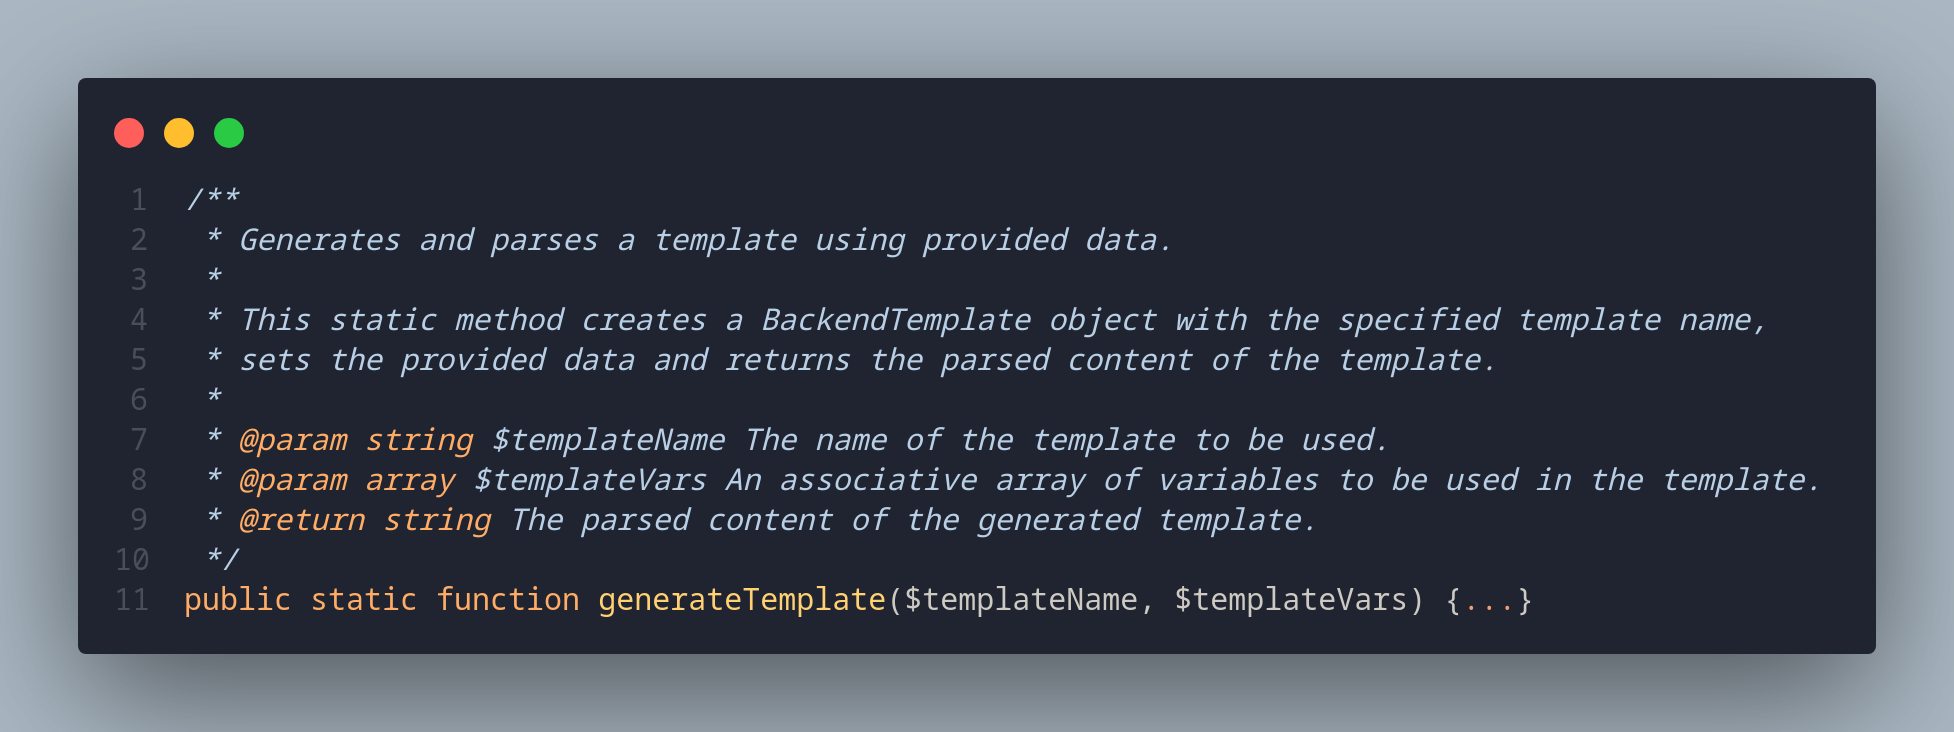 1 /**
2  * Generates and parses a template using provided data.
3  *
4  * This static method creates a BackendTemplate object with the specified template name,
5  * sets the provided data and returns the parsed content of the template.
6  *
7  * @param string $templateName The name of the template to be used.
8  * @param array $templateVars An associative array of variables to be used in the template.
9  * @return string The parsed content of the generated template.
10  */
11 public static function generateTemplate($templateName, $templateVars) {...}